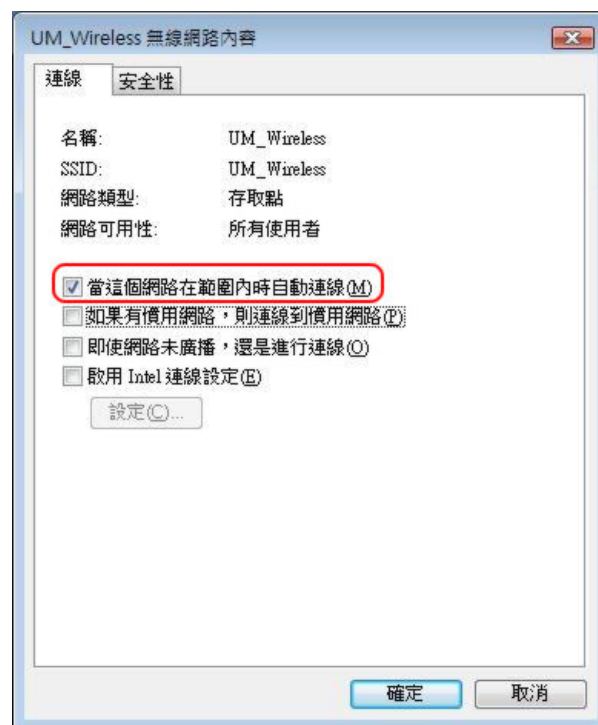 UM_Wireless 無線網路內容
連線 安全性
名稱: UM_Wireless
SSID: UM_Wireless
網路類型: 存取點
網路可用性: 所有使用者
當這個網路在範圍內時自動連線(M)
如果有慣用網路，則連線到慣用網路(P)
即使網路未廣播，還是進行連線(O)
啟用 Intel 連線設定(E)
設定(C)...
確定 取消